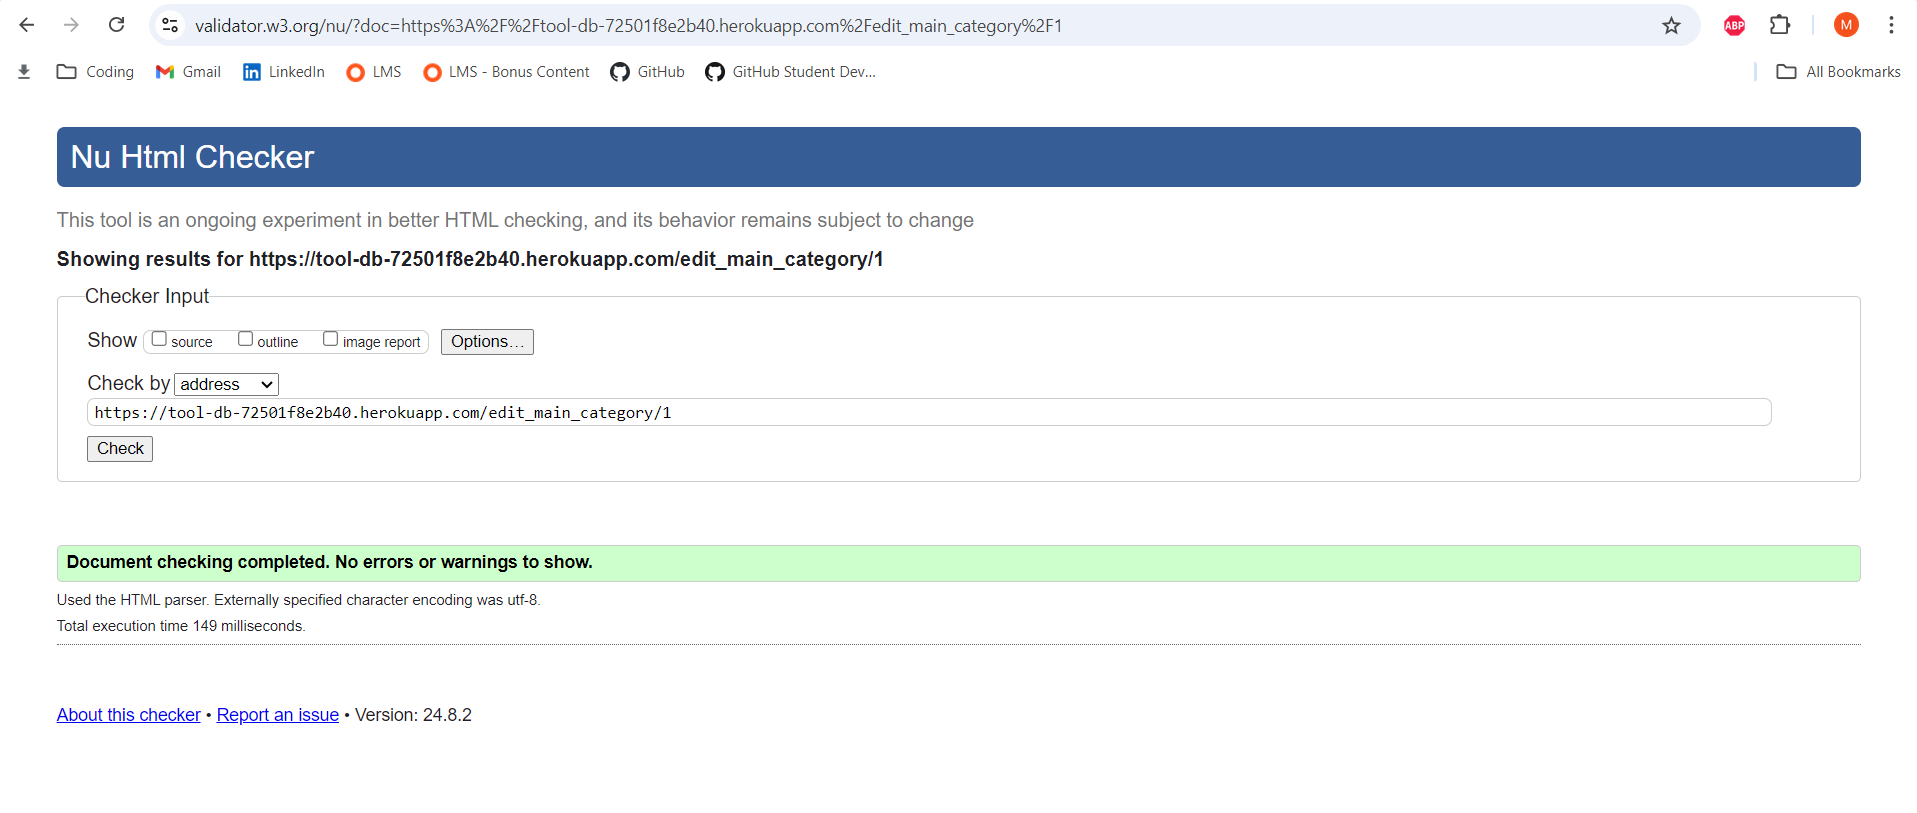 validator.w3.org/nu/?doc=https%3A%2F%2Ftool-db-72501f8e2b40.herokuapp.com%2Fedit_main_category%2F1
ABP
M
Coding
Gmail
LinkedIn
LMS
LMS - Bonus Content
GitHub
GitHub Student Dev...
All Bookmarks
Nu Html Checker
This tool is an ongoing experiment in better HTML checking, and its behavior remains subject to change
Showing results for https://tool-db-72501f8e2b40.herokuapp.com/edit_main_category/1
Checker Input
Show source outline image report Options...
Check by address
https://tool-db-72501f8e2b40.herokuapp.com/edit_main_category/1
Check
Document checking completed. No errors or warnings to show.
Used the HTML parser. Externally specified character encoding was utf-8.
Total execution time 149 milliseconds.
About this checker • Report an issue • Version: 24.8.2